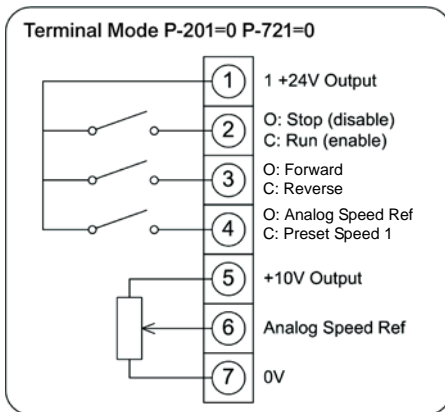 Terminal Mode P-201=0 P-721=0
1 1 +24V Output
2 O: Stop (disable)
C: Run (enable)
3 O: Forward
C: Reverse
4 O: Analog Speed Ref
C: Preset Speed 1
5 +10V Output
6 Analog Speed Ref
7 0V